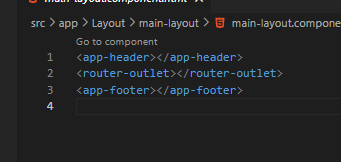 src > app > Layout > main-layout > main-layout.compone
Go to component
1 <app-header></app-header>
2 <router-outlet></router-outlet>
3 <app-footer></app-footer>
4